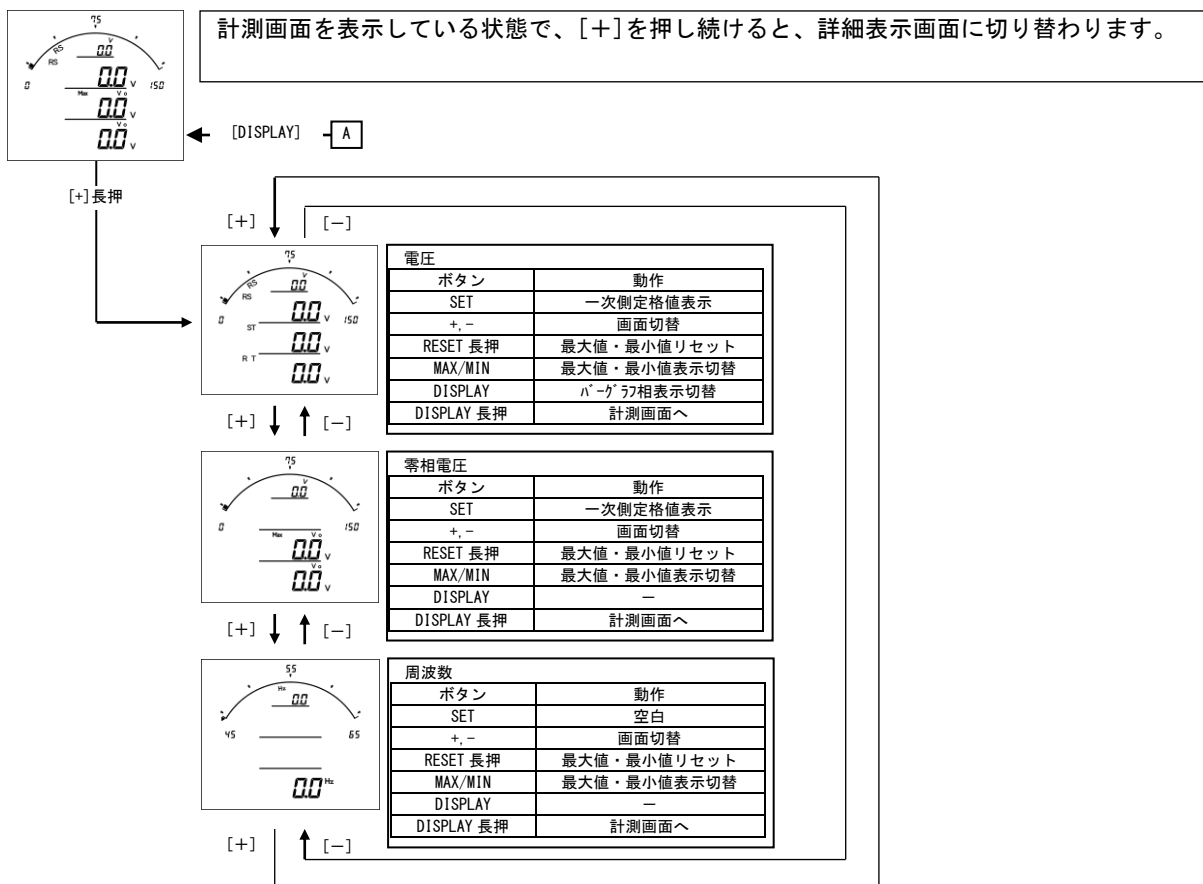 計測画面を表示している状態で、[＋]を押し続けると、詳細表示画面に切り替わります。
75
V
RS
0.0
RS
0.0 V
0
150
Max Vo
0.0 V
Vo
0.0 V
[DISPLAY] A
[+]長押
[＋] [－]
75
V
RS
0.0
RS
0.0 V
0
150
ST
0.0 V
R T
0.0 V
電圧
ボタン 動作
SET 一次側定格値表示
+,－ 画面切替
RESET 長押 最大値・最小値リセット
MAX/MIN 最大値・最小値表示切替
DISPLAY ﾊﾞｰｸﾞﾗﾌ相表示切替
DISPLAY 長押 計測画面へ
[＋] [－]
75
V
0.0
0
150
Max Vo
0.0 V
Vo
0.0 V
零相電圧
ボタン 動作
SET 一次側定格値表示
+,－ 画面切替
RESET 長押 最大値・最小値リセット
MAX/MIN 最大値・最小値表示切替
DISPLAY －
DISPLAY 長押 計測画面へ
[＋] [－]
55
Hz
0.0
45
65
0.0 Hz
周波数
ボタン 動作
SET 空白
+,－ 画面切替
RESET 長押 最大値・最小値リセット
MAX/MIN 最大値・最小値表示切替
DISPLAY －
DISPLAY 長押 計測画面へ
[＋] [－]